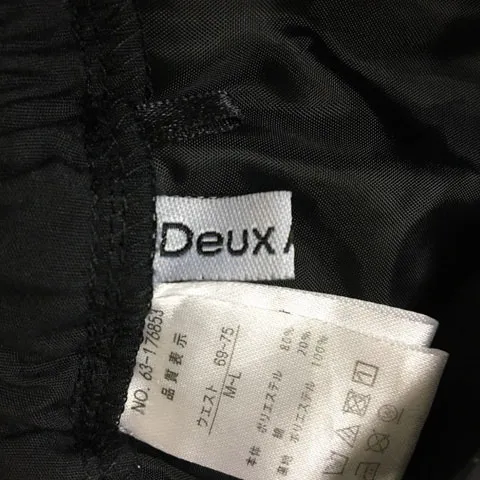 Deux
NO. 63-176853
品質表示
ウエスト 69~75
M~L
本体 ポリエステル 80%
綿 20%
裏地 ポリエステル 100%